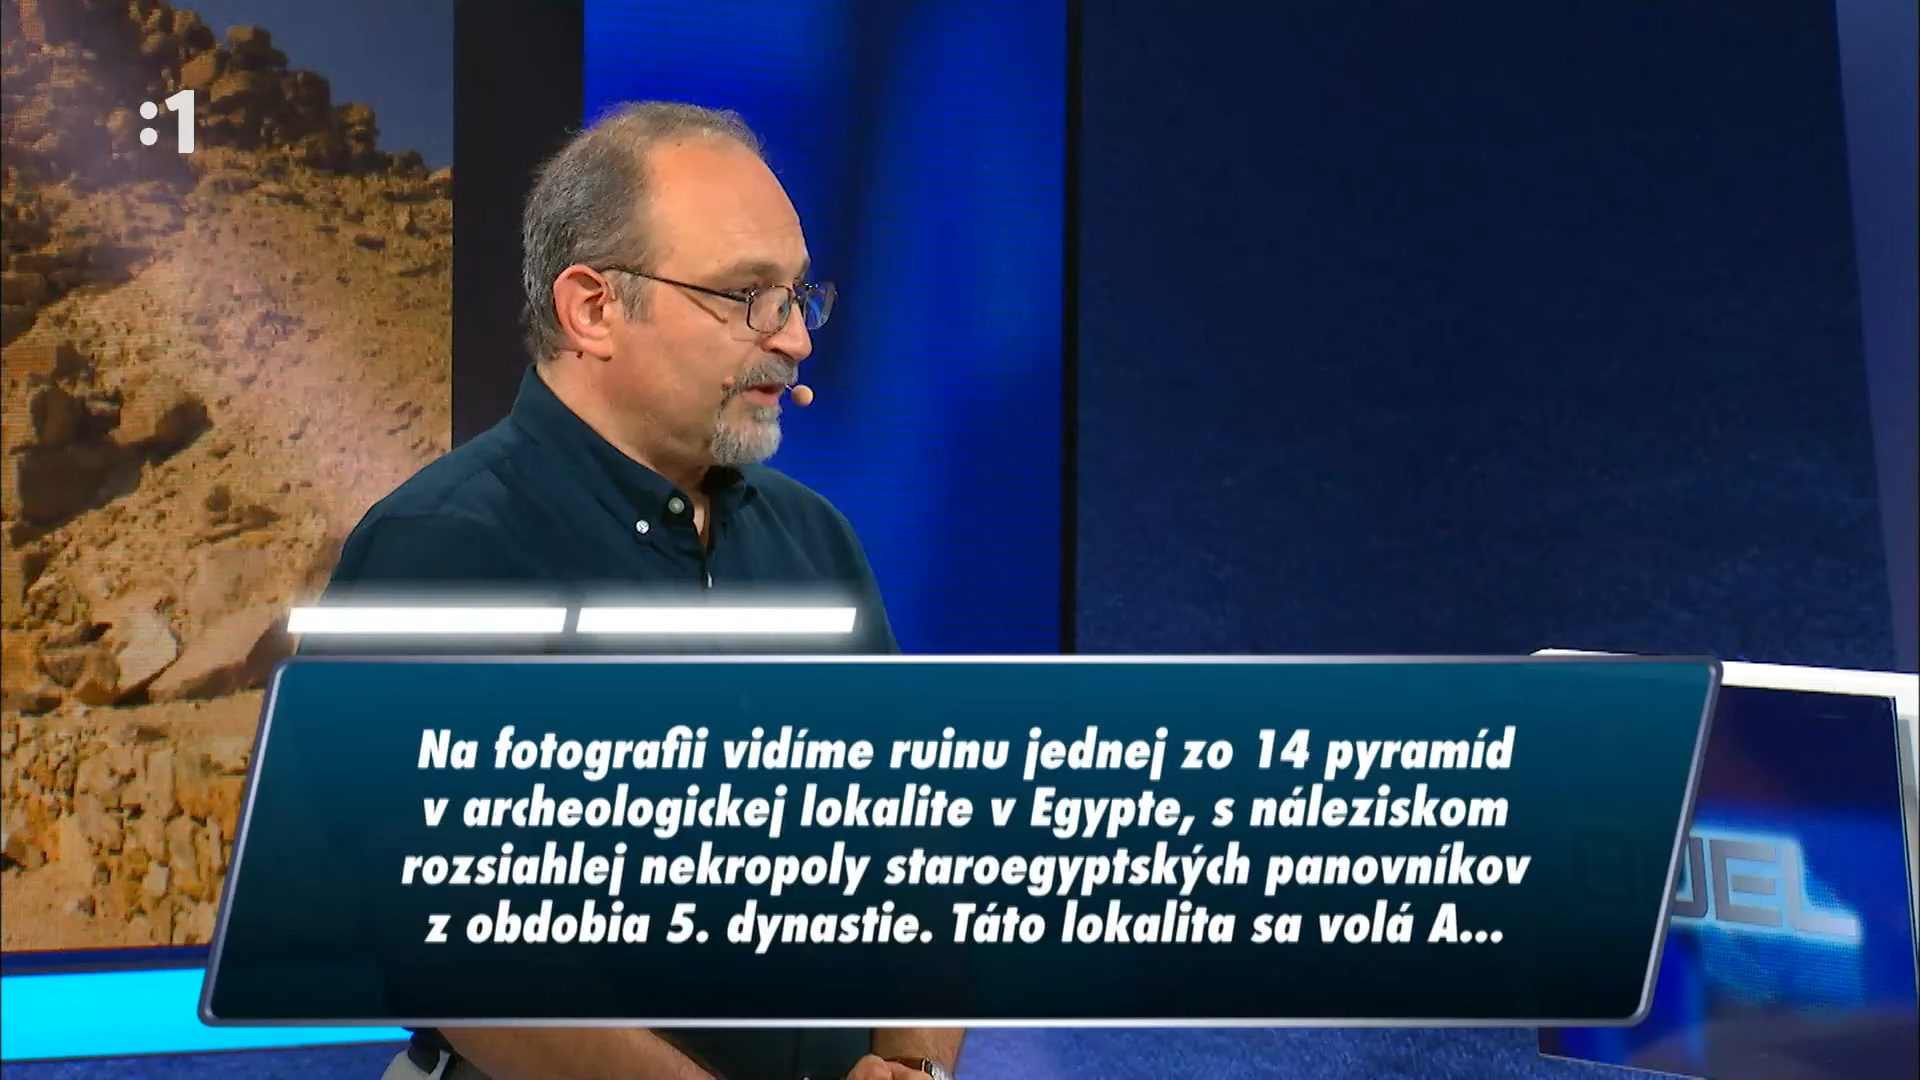 :1
Na fotografii vidíme ruinu jednej zo 14 pyramíd
v archeologickej lokalite v Egypte, s náleziskom
rozsiahlej nekropoly staroegyptských panovníkov
z obdobia 5. dynastie. Táto lokalita sa volá A...